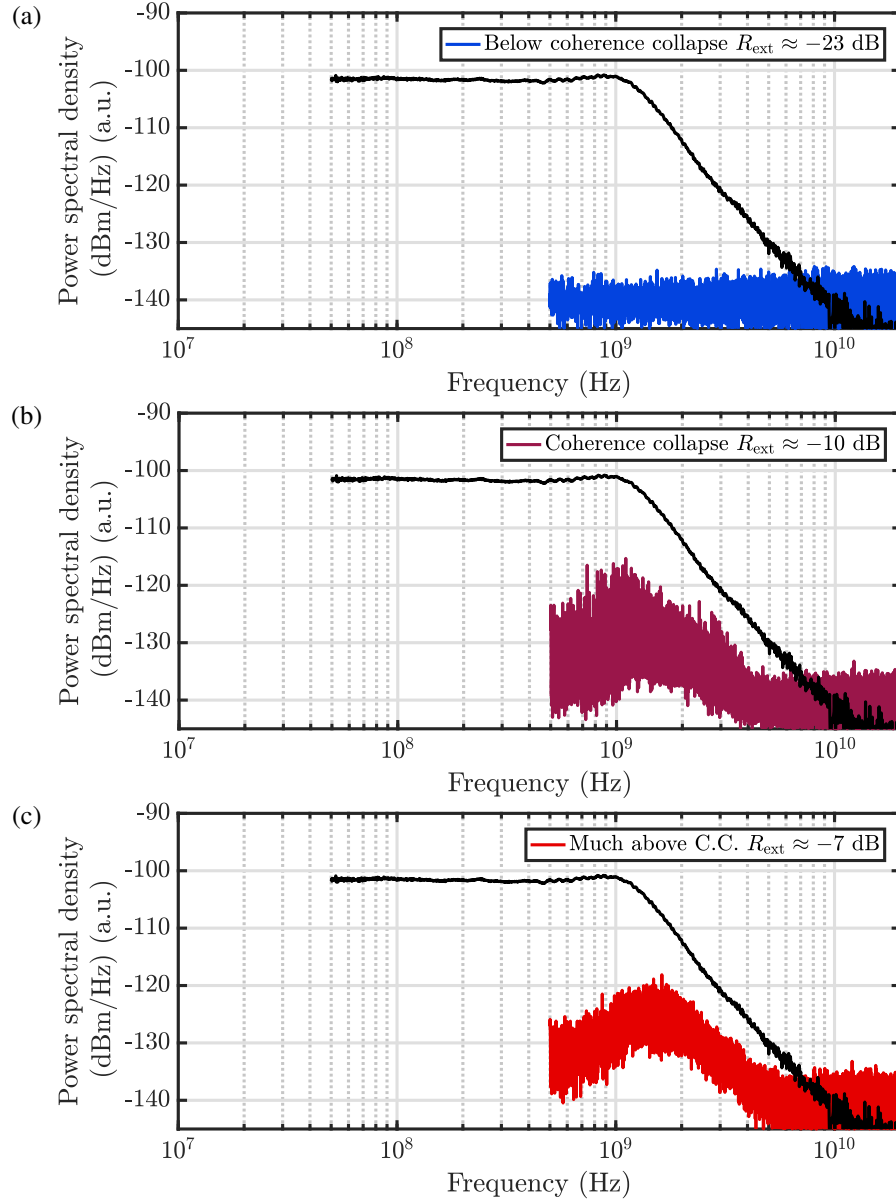 (a)
Power spectral density
(dBm/Hz) (a.u.)
-90
-100
-110
-120
-130
-140
Below coherence collapse R_ext ≈ −23 dB
10^7
10^8
10^9
10^10
Frequency (Hz)
(b)
Power spectral density
(dBm/Hz) (a.u.)
-90
-100
-110
-120
-130
-140
Coherence collapse R_ext ≈ −10 dB
10^7
10^8
10^9
10^10
Frequency (Hz)
(c)
Power spectral density
(dBm/Hz) (a.u.)
-90
-100
-110
-120
-130
-140
Much above C.C. R_ext ≈ −7 dB
10^7
10^8
10^9
10^10
Frequency (Hz)